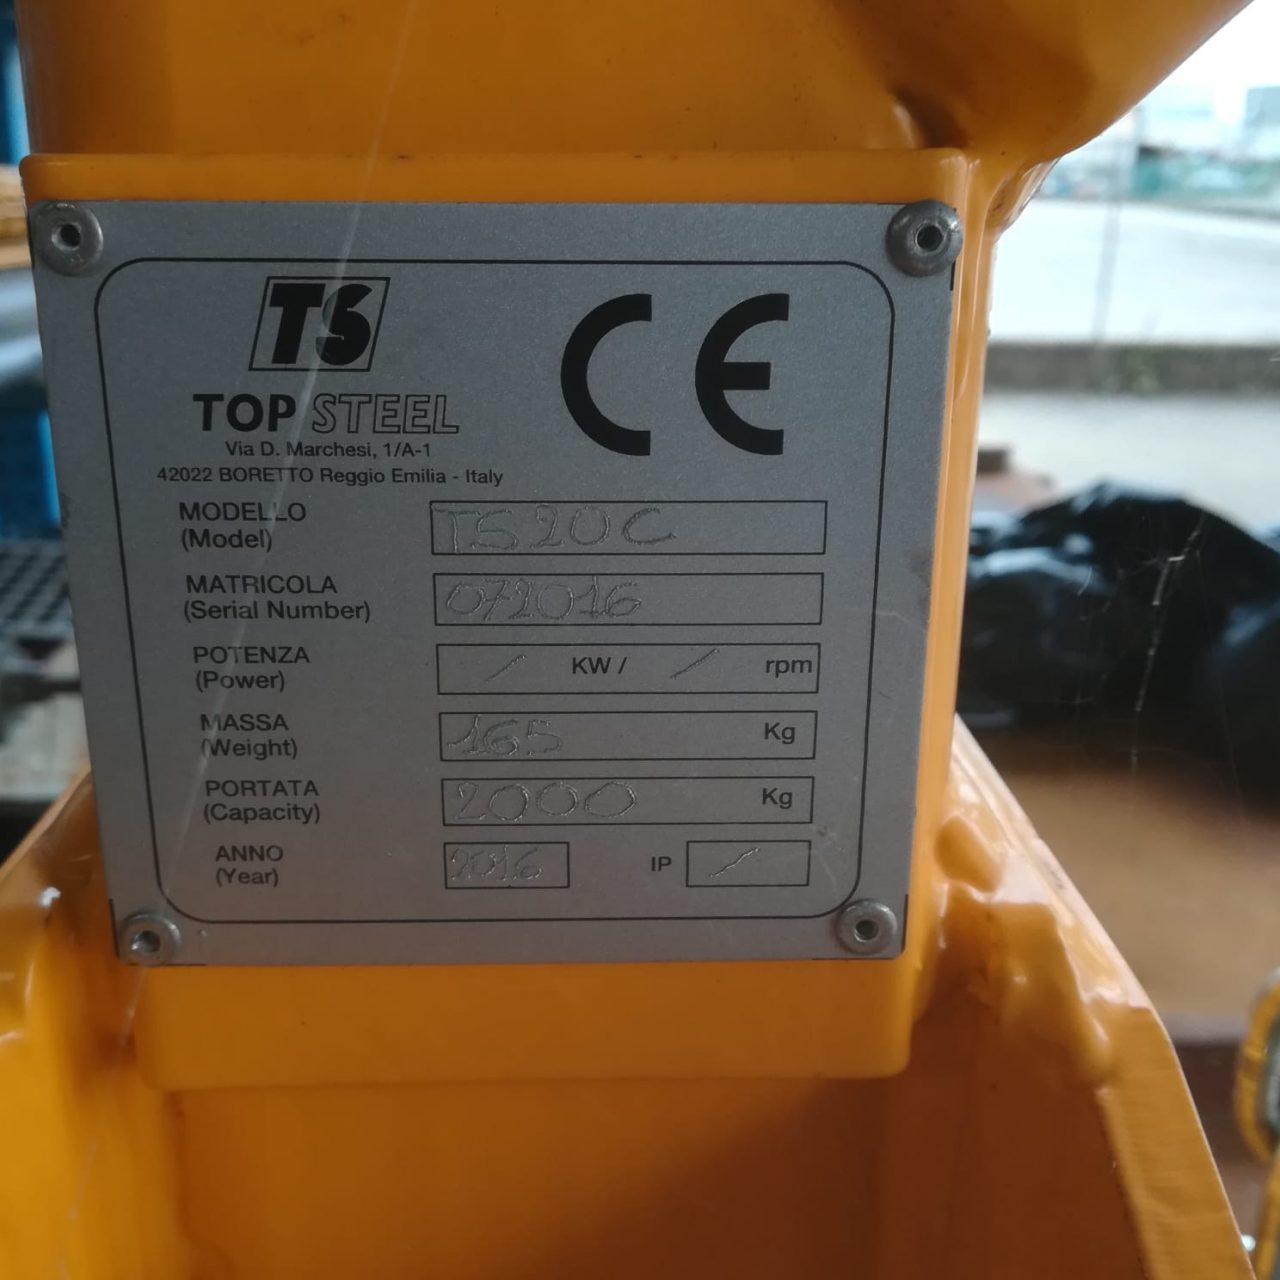 TS
TOP STEEL
Via D. Marchesi, 1/A-1
42022 BORETTO Reggio Emilia - Italy
CE
MODELLO
(Model)
TS20C
MATRICOLA
(Serial Number)
072016
POTENZA
(Power)
/ KW / / rpm
MASSA
(Weight)
165 Kg
PORTATA
(Capacity)
2000 Kg
ANNO
(Year)
2016 IP /